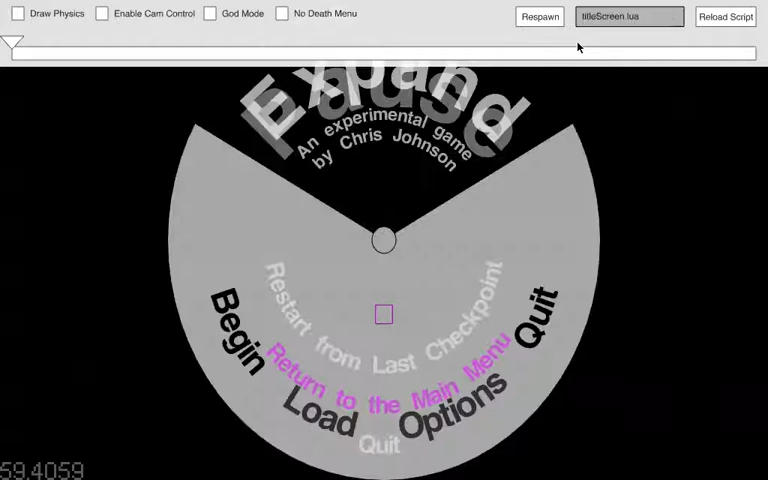 Draw Physics
Enable Cam Control
God Mode
No Death Menu
Respawn
titleScreen.lua
Reload Script
Expand
pause
An experimental game
by Chris Johnson
Restart from Last Checkpoint
Return to the Main Menu
Quit
Begin
Load
Options
Quit
59.4059